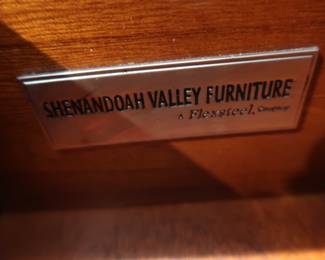 SHENANDOAH VALLEY FURNITURE
A Flexsteel Company